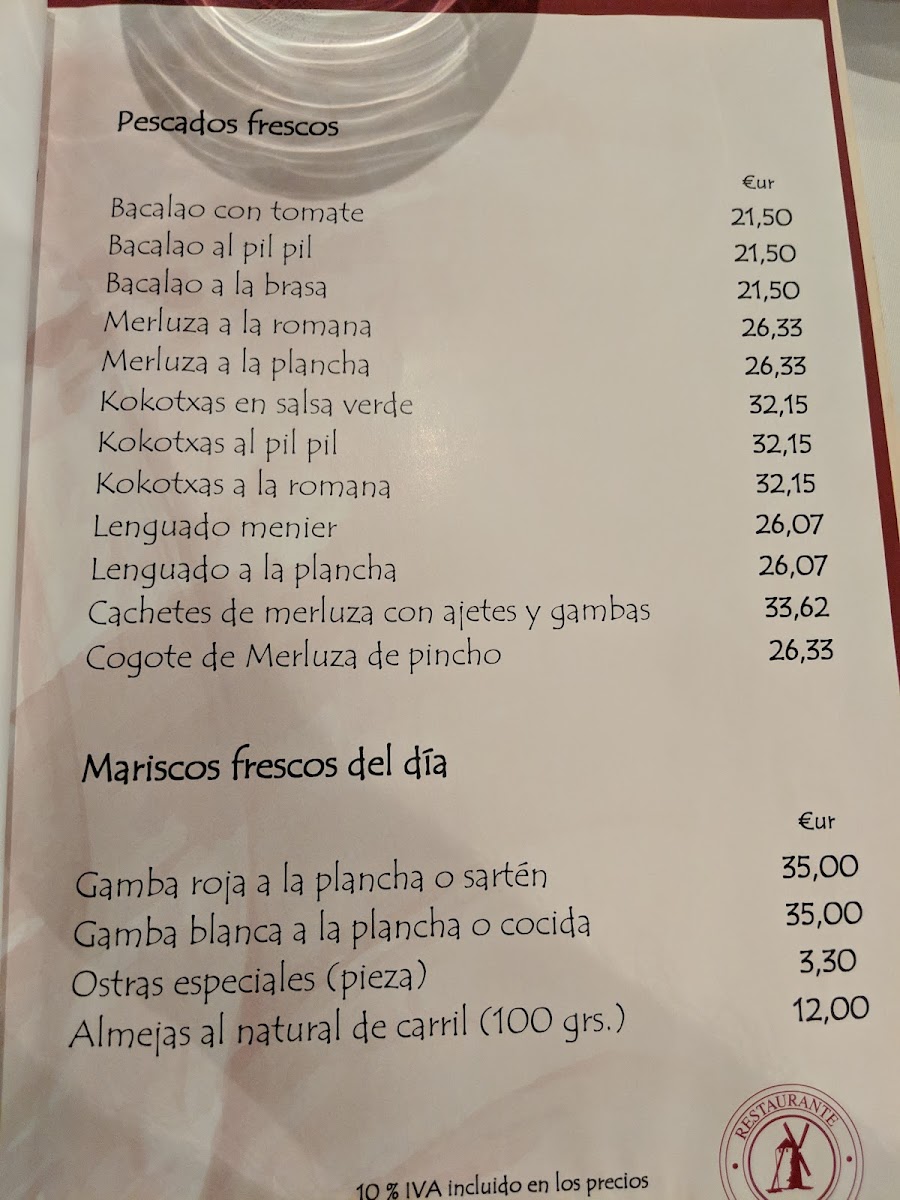 Pescados frescos
€ur
Bacalao con tomate 21,50
Bacalao al pil pil 21,50
Bacalao a la brasa 21,50
Merluza a la romana 26,33
Merluza a la plancha 26,33
Kokotxas en salsa verde 32,15
Kokotxas al pil pil 32,15
Kokotxas a la romana 32,15
Lenguado menier 26,07
Lenguado a la plancha 26,07
Cachetes de merluza con ajetes y gambas 33,62
Cogote de Merluza de pincho 26,33
Mariscos frescos del día
€ur
Gamba roja a la plancha o sartén 35,00
Gamba blanca a la plancha o cocida 35,00
Ostras especiales (pieza) 3,30
Almejas al natural de carril (100 grs.) 12,00
RESTAURANTE
10 % IVA incluido en los precios